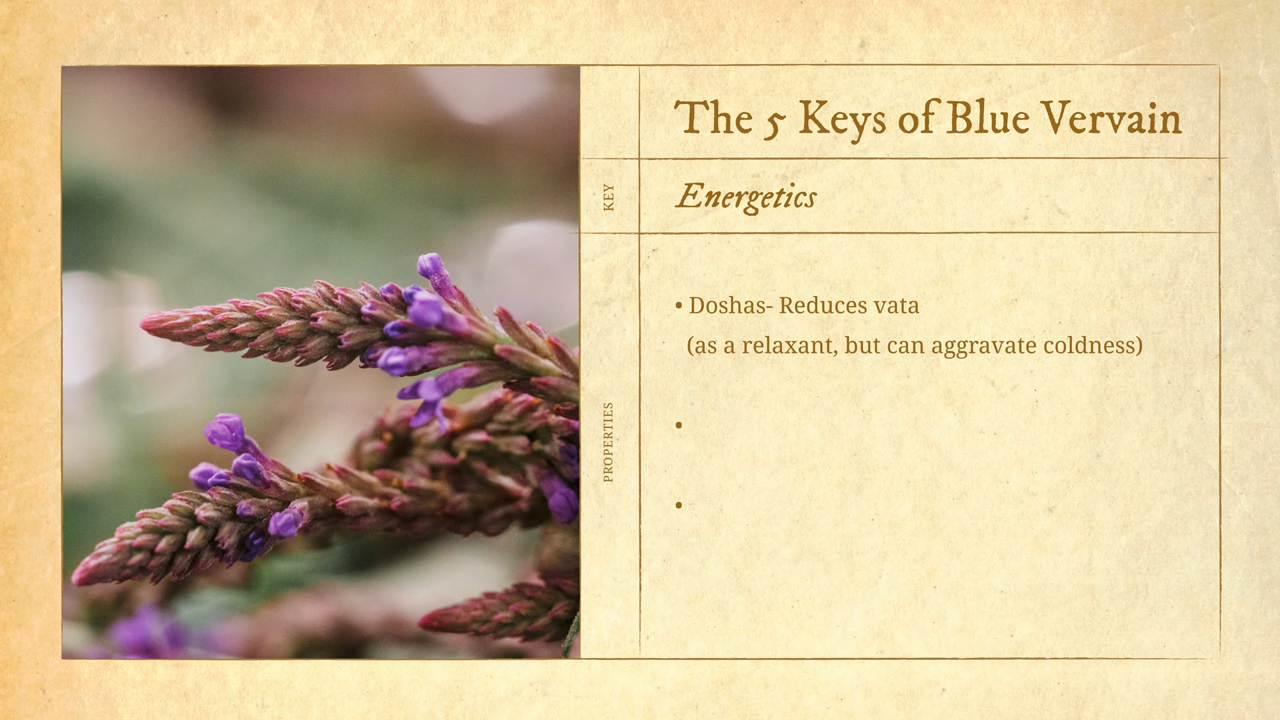 The 5 Keys of Blue Vervain
KEY
Energetics
PROPERTIES
• Doshas- Reduces vata
(as a relaxant, but can aggravate coldness)
•
•